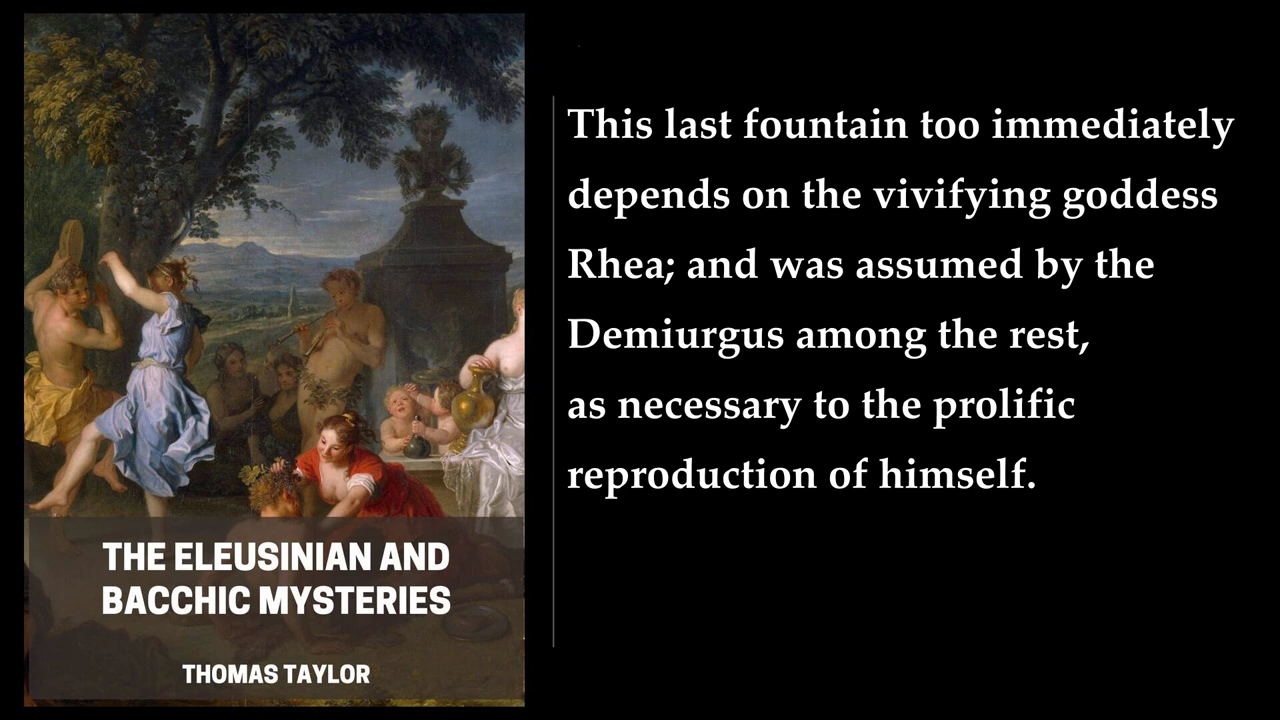 This last fountain too immediately
depends on the vivifying goddess
Rhea; and was assumed by the
Demiurgus among the rest,
as necessary to the prolific
reproduction of himself.
THE ELEUSINIAN AND
BACCHIC MYSTERIES
THOMAS TAYLOR